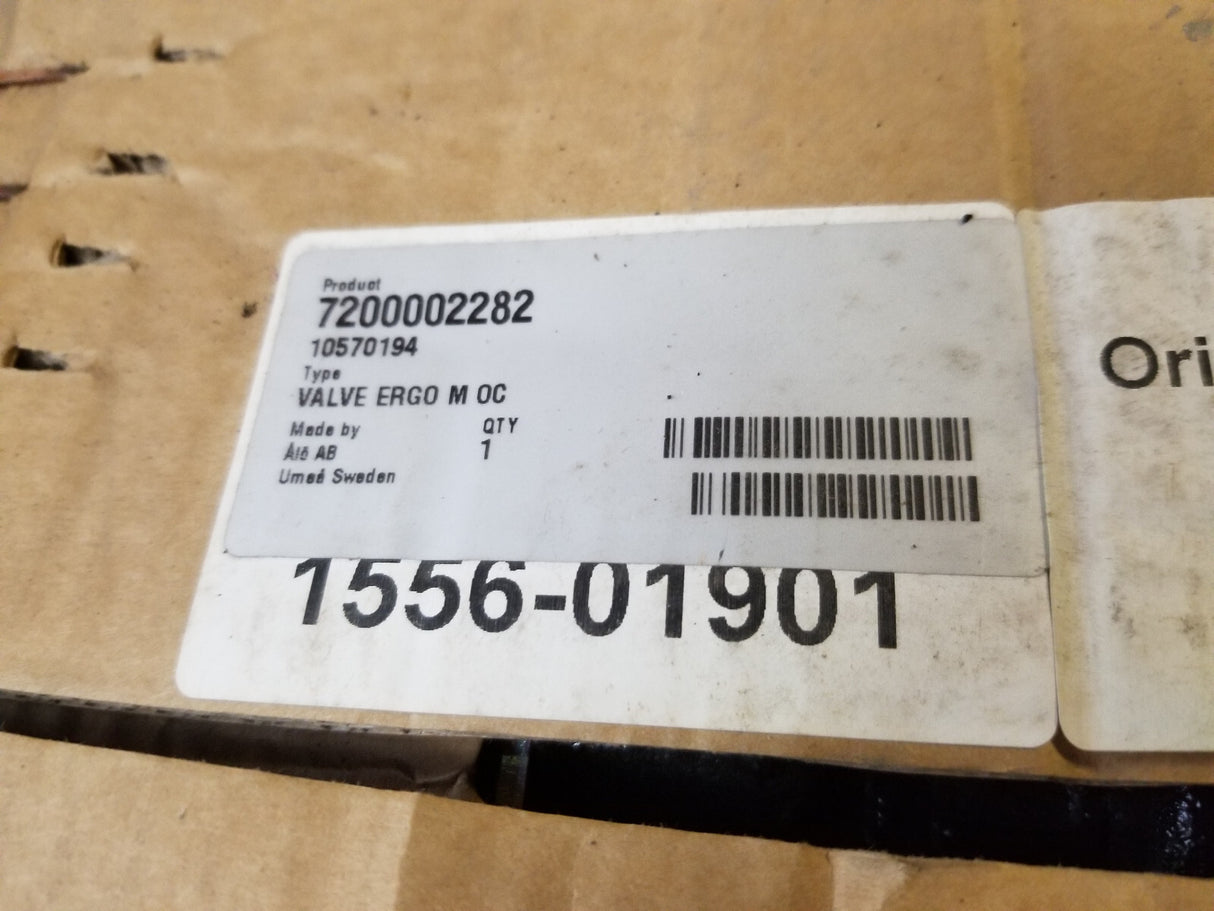 Product
7200002282
10570194
Type
VALVE ERGO M OC
Made by
QTY
Ålö AB
1
Umeå Sweden
1556-01901
Ori